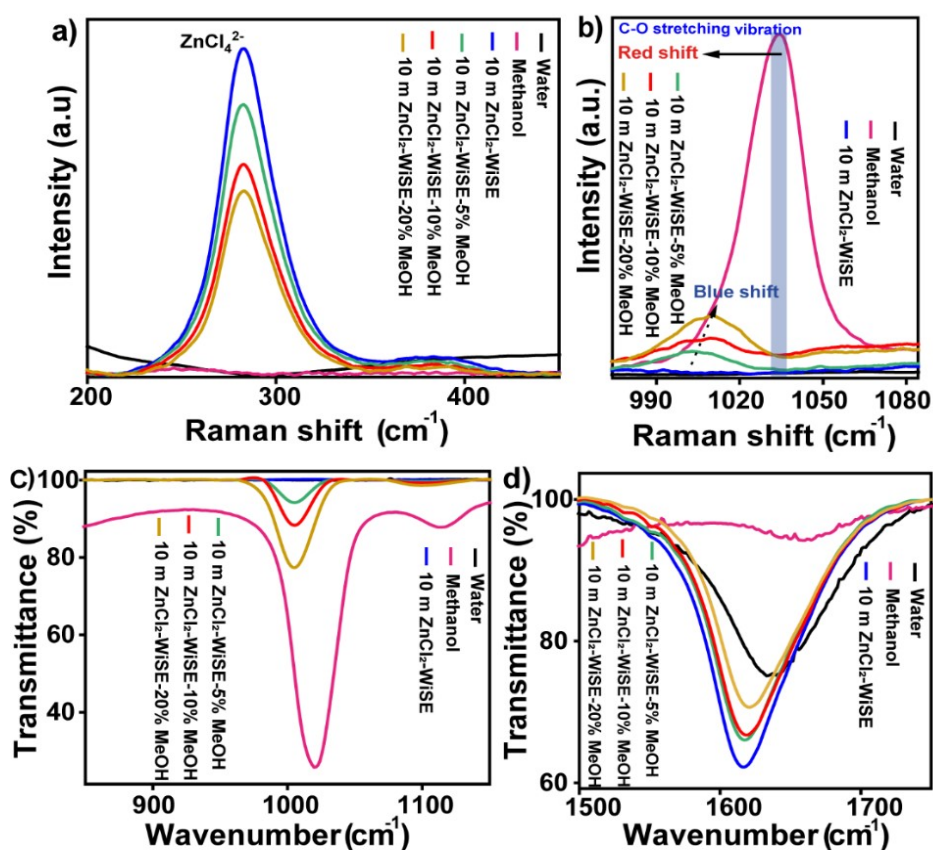 a)
ZnCl₄²⁻
10 m ZnCl₂-WiSE-20% MeOH
10 m ZnCl₂-WiSE-10% MeOH
10 m ZnCl₂-WiSE-5% MeOH
10 m ZnCl₂-WiSE
Methanol
Water
Intensity (a.u)
200
300
400
Raman shift (cm⁻¹)
b)
C-O stretching vibration
Red shift
10 m ZnCl₂-WiSE-20% MeOH
10 m ZnCl₂-WiSE-10% MeOH
10 m ZnCl₂-WiSE-5% MeOH
10 m ZnCl₂-WiSE
Methanol
Water
Blue shift
Intensity (a.u.)
990
1020
1050
1080
Raman shift (cm⁻¹)
c)
100
80
60
40
Transmittance (%)
10 m ZnCl₂-WiSE-20% MeOH
10 m ZnCl₂-WiSE-10% MeOH
10 m ZnCl₂-WiSE-5% MeOH
10 m ZnCl₂-WiSE
Methanol
Water
900
1000
1100
Wavenumber (cm⁻¹)
d)
100
80
60
Transmittance (%)
10 m ZnCl₂-WiSE-20% MeOH
10 m ZnCl₂-WiSE-10% MeOH
10 m ZnCl₂-WiSE-5% MeOH
10 m ZnCl₂-WiSE
Methanol
Water
1500
1600
1700
Wavenumber (cm⁻¹)